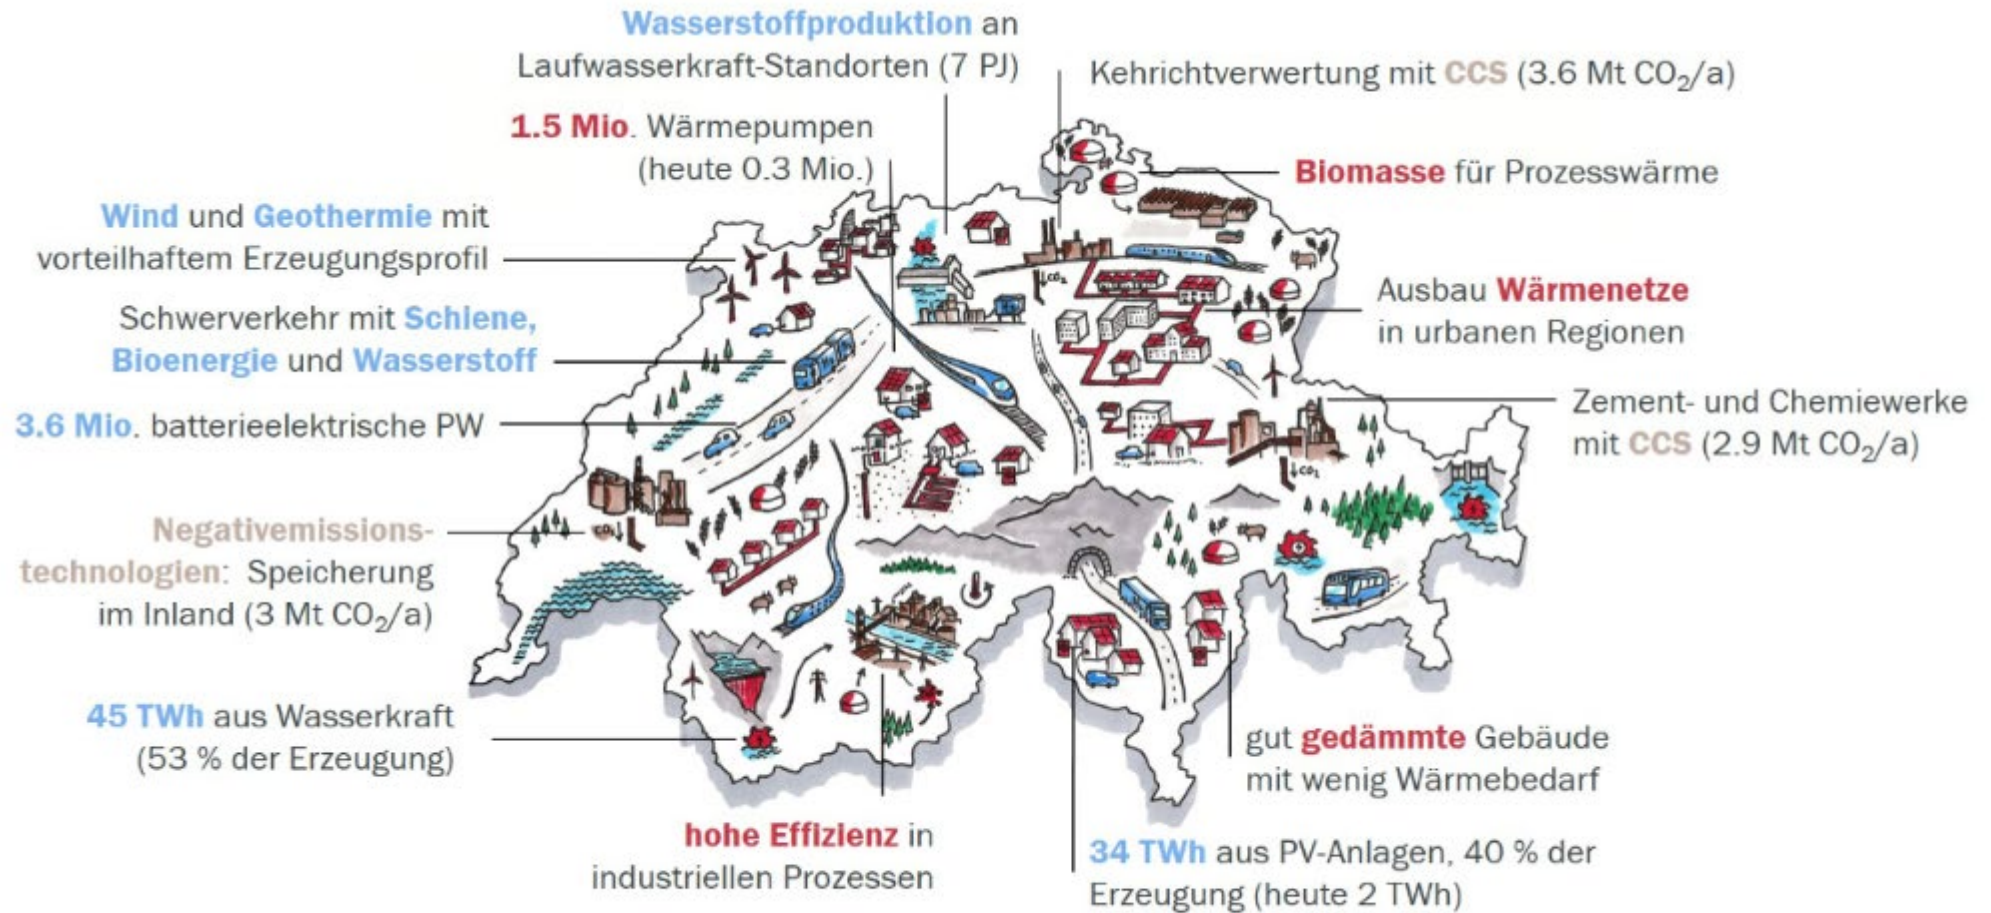 Wasserstoffproduktion an
Laufwasserkraft-Standorten (7 PJ)
Kehrichtverwertung mit CCS (3.6 Mt CO₂/a)
1.5 Mio. Wärmepumpen
(heute 0.3 Mio.)
Biomasse für Prozesswärme
Wind und Geothermie mit
vorteilhaftem Erzeugungsprofil
Ausbau Wärmenetze
in urbanen Regionen
Schwerverkehr mit Schiene,
Bioenergie und Wasserstoff
3.6 Mio. batterieelektrische PW
Zement- und Chemiewerke
mit CCS (2.9 Mt CO₂/a)
Negativemissions-
technologien: Speicherung
im Inland (3 Mt CO₂/a)
45 TWh aus Wasserkraft
(53 % der Erzeugung)
gut gedämmte Gebäude
mit wenig Wärmebedarf
hohe Effizienz in
industriellen Prozessen
34 TWh aus PV-Anlagen, 40 % der
Erzeugung (heute 2 TWh)
CO₂
CO₂
CO₂